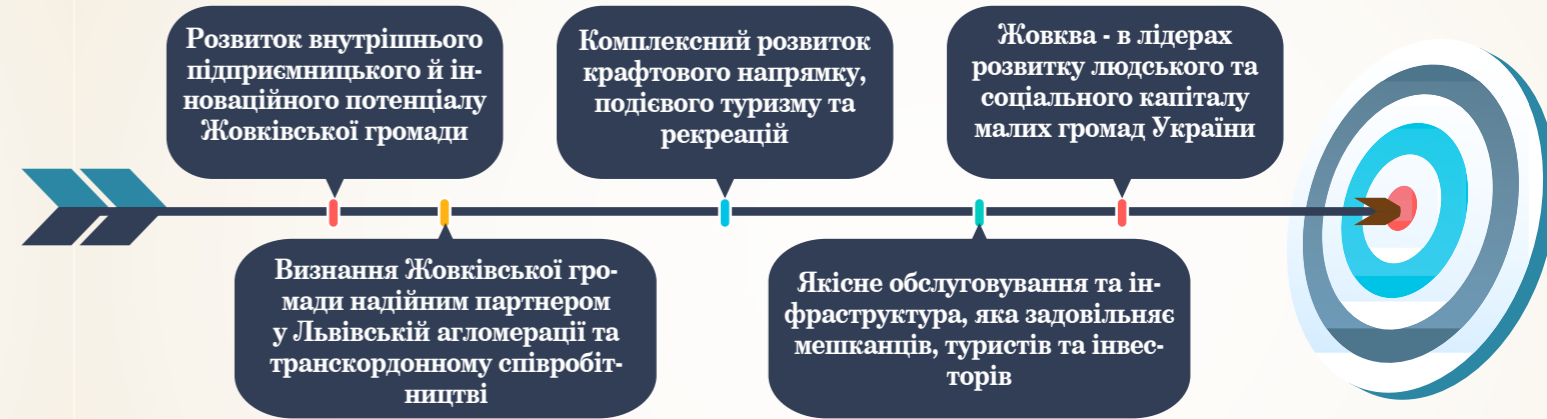 Розвиток внутрішнього
підприємницького й ін-
новаційного потенціалу
Жовківської громади
Визнання Жовківської гро-
мади надійним партнером
у Львівській агломерації та
транскордонному співробіт-
ництві
Комплексний розвиток
крафтового напрямку,
подієвого туризму та
рекреацій
Якісне обслуговування та ін-
фраструктура, яка задовільняє
мешканців, туристів та інвес-
торів
Жовква - в лідерах
розвитку людського та
соціального капіталу
малих громад України